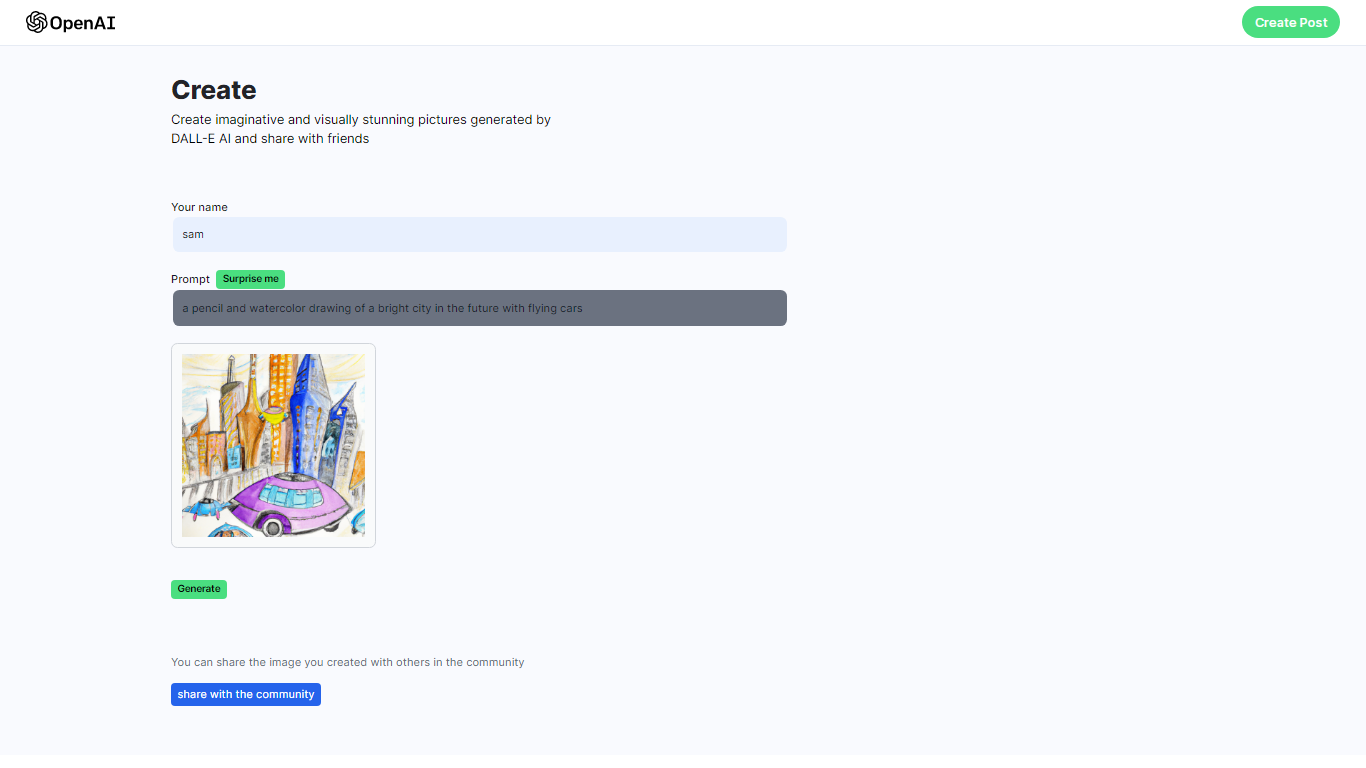 OpenAI
Create Post
Create
Create imaginative and visually stunning pictures generated by
DALL-E AI and share with friends
Your name
sam
Prompt Surprise me
a pencil and watercolor drawing of a bright city in the future with flying cars
Generate
You can share the image you created with others in the community
share with the community